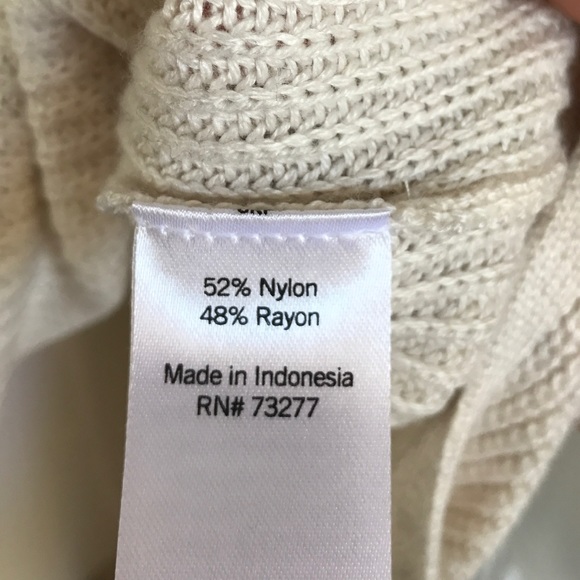 52% Nylon
48% Rayon
Made in Indonesia
RN# 73277